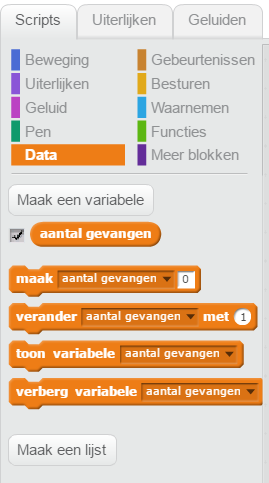 Scripts Uiterlijken Geluiden
Beweging Gebeurtenissen
Uiterlijken Besturen
Geluid Waarnemen
Pen Functies
Data Meer blokken
Maak een variabele
aantal gevangen
maak aantal gevangen 0
verander aantal gevangen met 1
toon variabele aantal gevangen
verberg variabele aantal gevangen
Maak een lijst